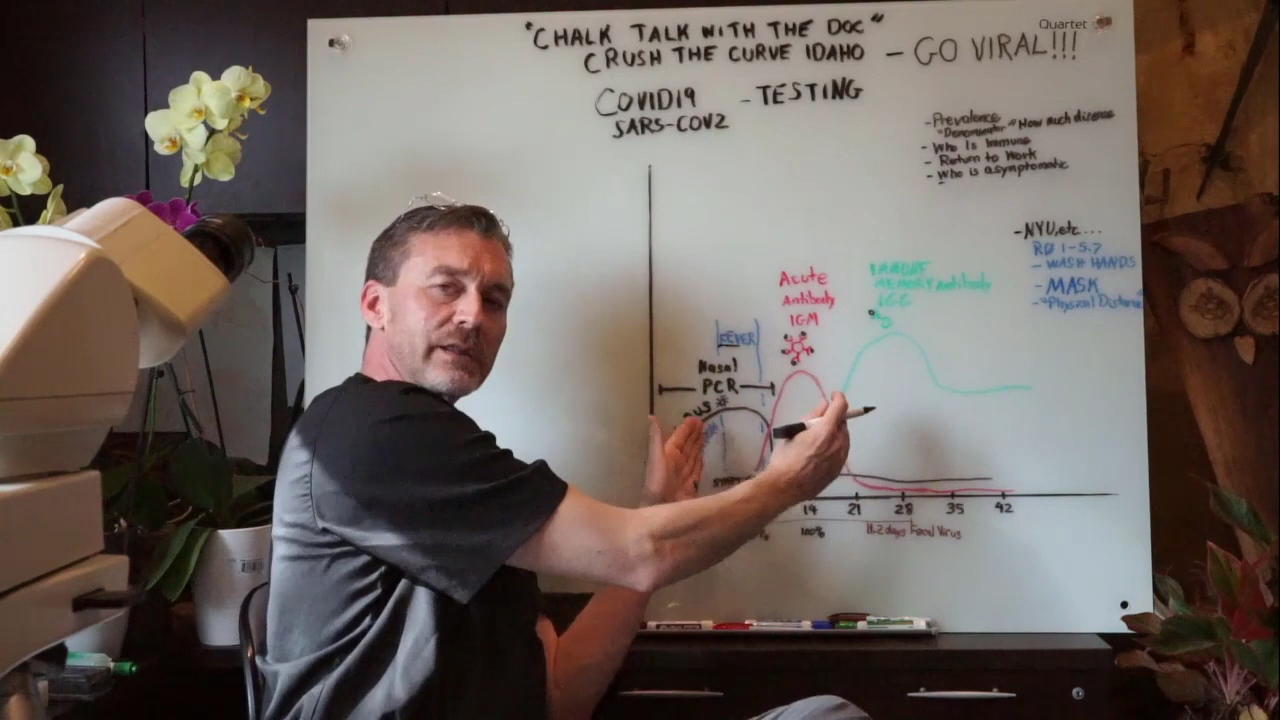 "CHALK TALK WITH THE DOC"
Quartet
CRUSH THE CURVE IDAHO - GO VIRAL!!!
COVID19 - TESTING
SARS-COV2
- Prevalence
"Denominator" How much disease
- Who Is Immune
- Return to Work
- Who is asymptomatic
- NYU, etc...
RØ 1-5.7
- WASH HANDS
- MASK
- "Physical Distance"
Acute
Antibody
IGM
MEMORY Antibody
IGG
FEVER
Nasal
PCR
14 21 28 35 42
100%
11.2 days Fecal Virus